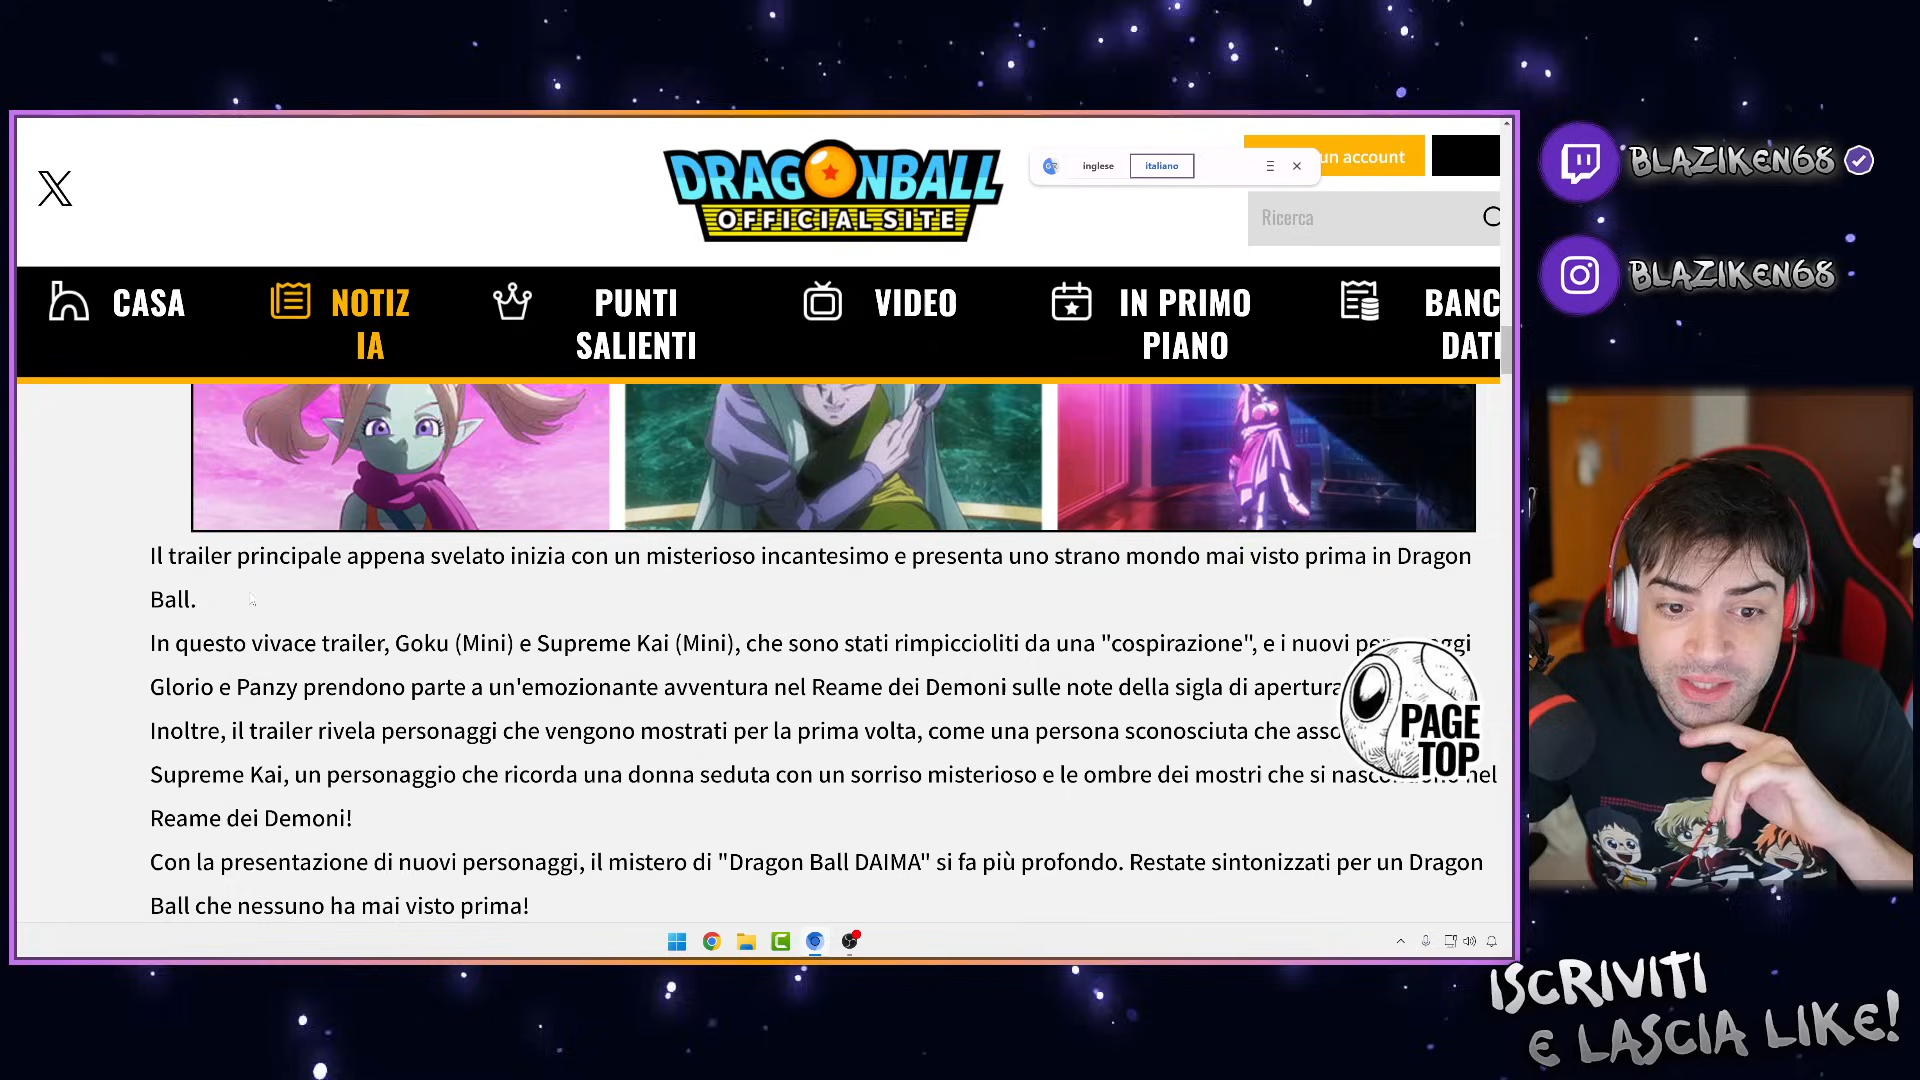 BLAZIKEN68
BLAZIKEN68
DRAGONBALL
OFFICIAL SITE
inglese
italiano
un account
Ricerca
CASA
NOTIZ
IA
PUNTI
SALIENTI
VIDEO
IN PRIMO
PIANO
BANC
DATI
Il trailer principale appena svelato inizia con un misterioso incantesimo e presenta uno strano mondo mai visto prima in Dragon
Ball.
In questo vivace trailer, Goku (Mini) e Supreme Kai (Mini), che sono stati rimpiccioliti da una "cospirazione", e i nuovi
Glorio e Panzy prendono parte a un'emozionante avventura nel Reame dei Demoni sulle note della sigla di apertura
Inoltre, il trailer rivela personaggi che vengono mostrati per la prima volta, come una persona sconosciuta che
Supreme Kai, un personaggio che ricorda una donna seduta con un sorriso misterioso e le ombre dei mostri che si nel
Reame dei Demoni!
Con la presentazione di nuovi personaggi, il mistero di "Dragon Ball DAIMA" si fa più profondo. Restate sintonizzati per un Dragon
Ball che nessuno ha mai visto prima!
PAGE
TOP
ISCRIVITI
E LASCIA LIKE!